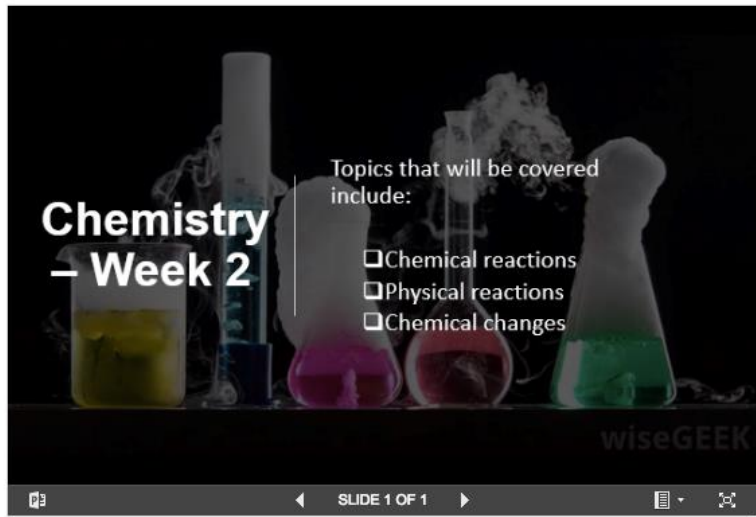 Chemistry
– Week 2
Topics that will be covered
include:
❑Chemical reactions
❑Physical reactions
❑Chemical changes
wiseGEEK
SLIDE 1 OF 1